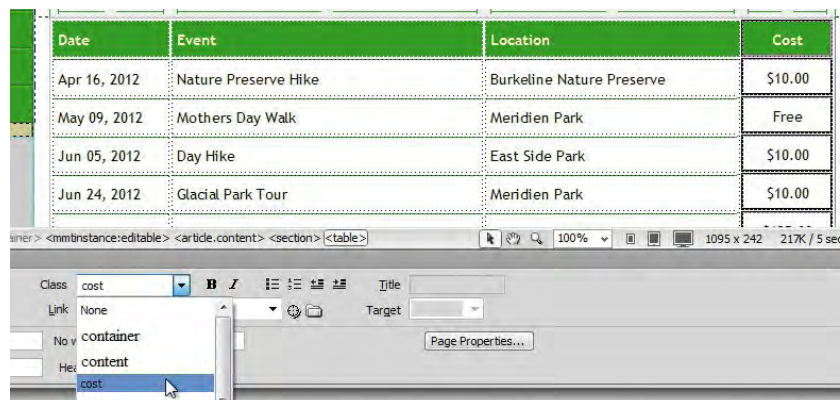 Date Event Location Cost
Apr 16, 2012 Nature Preserve Hike Burkeline Nature Preserve $10.00
May 09, 2012 Mothers Day Walk Meridien Park Free
Jun 05, 2012 Day Hike East Side Park $10.00
Jun 24, 2012 Glacial Park Tour Meridien Park $10.00
<mmtinstance:editable> <article.content> <section> <table> 100% 1095 x 242 217K / 5 sec
Class cost B I Title
Link None Target
No container Page Properties...
content
cost